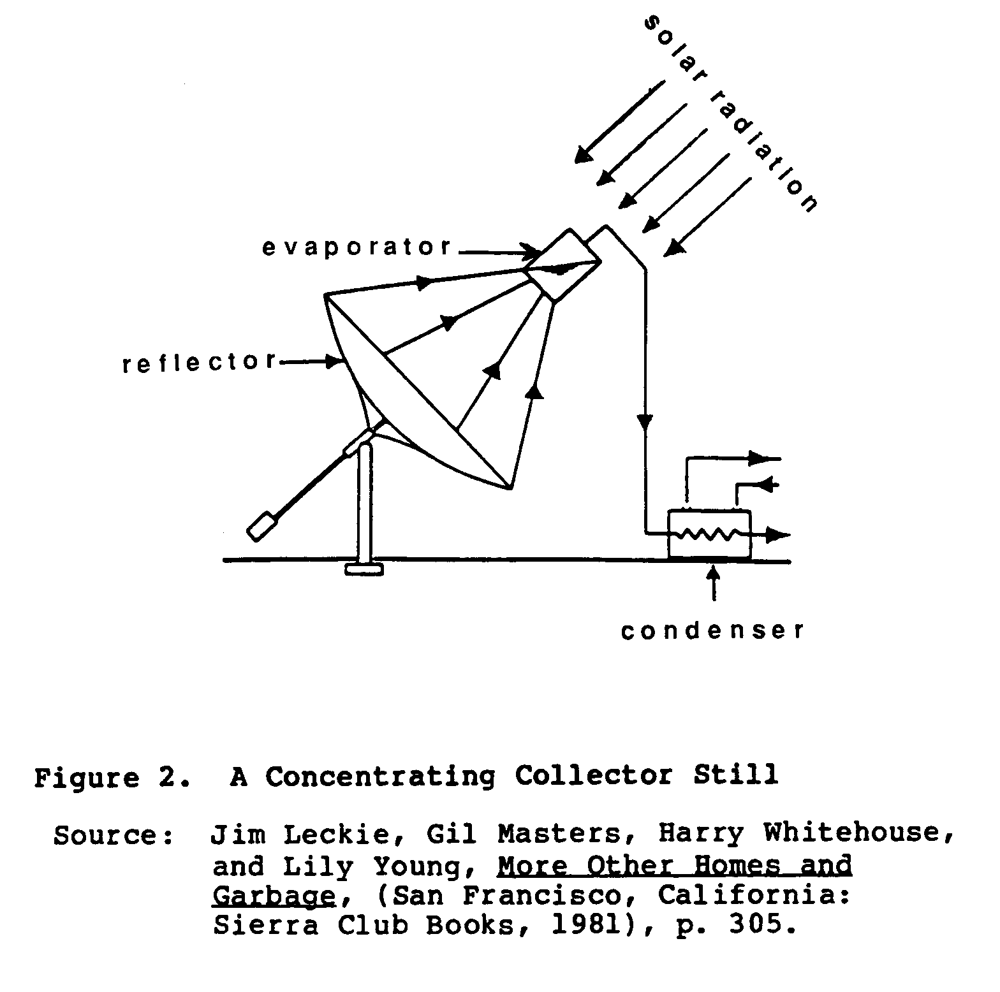 solar radiation
evaporator
reflector
condenser
Figure 2. A Concentrating Collector Still
Source: Jim Leckie, Gil Masters, Harry Whitehouse,
and Lily Young, More Other Homes and
Garbage, (San Francisco, California:
Sierra Club Books, 1981), p. 305.